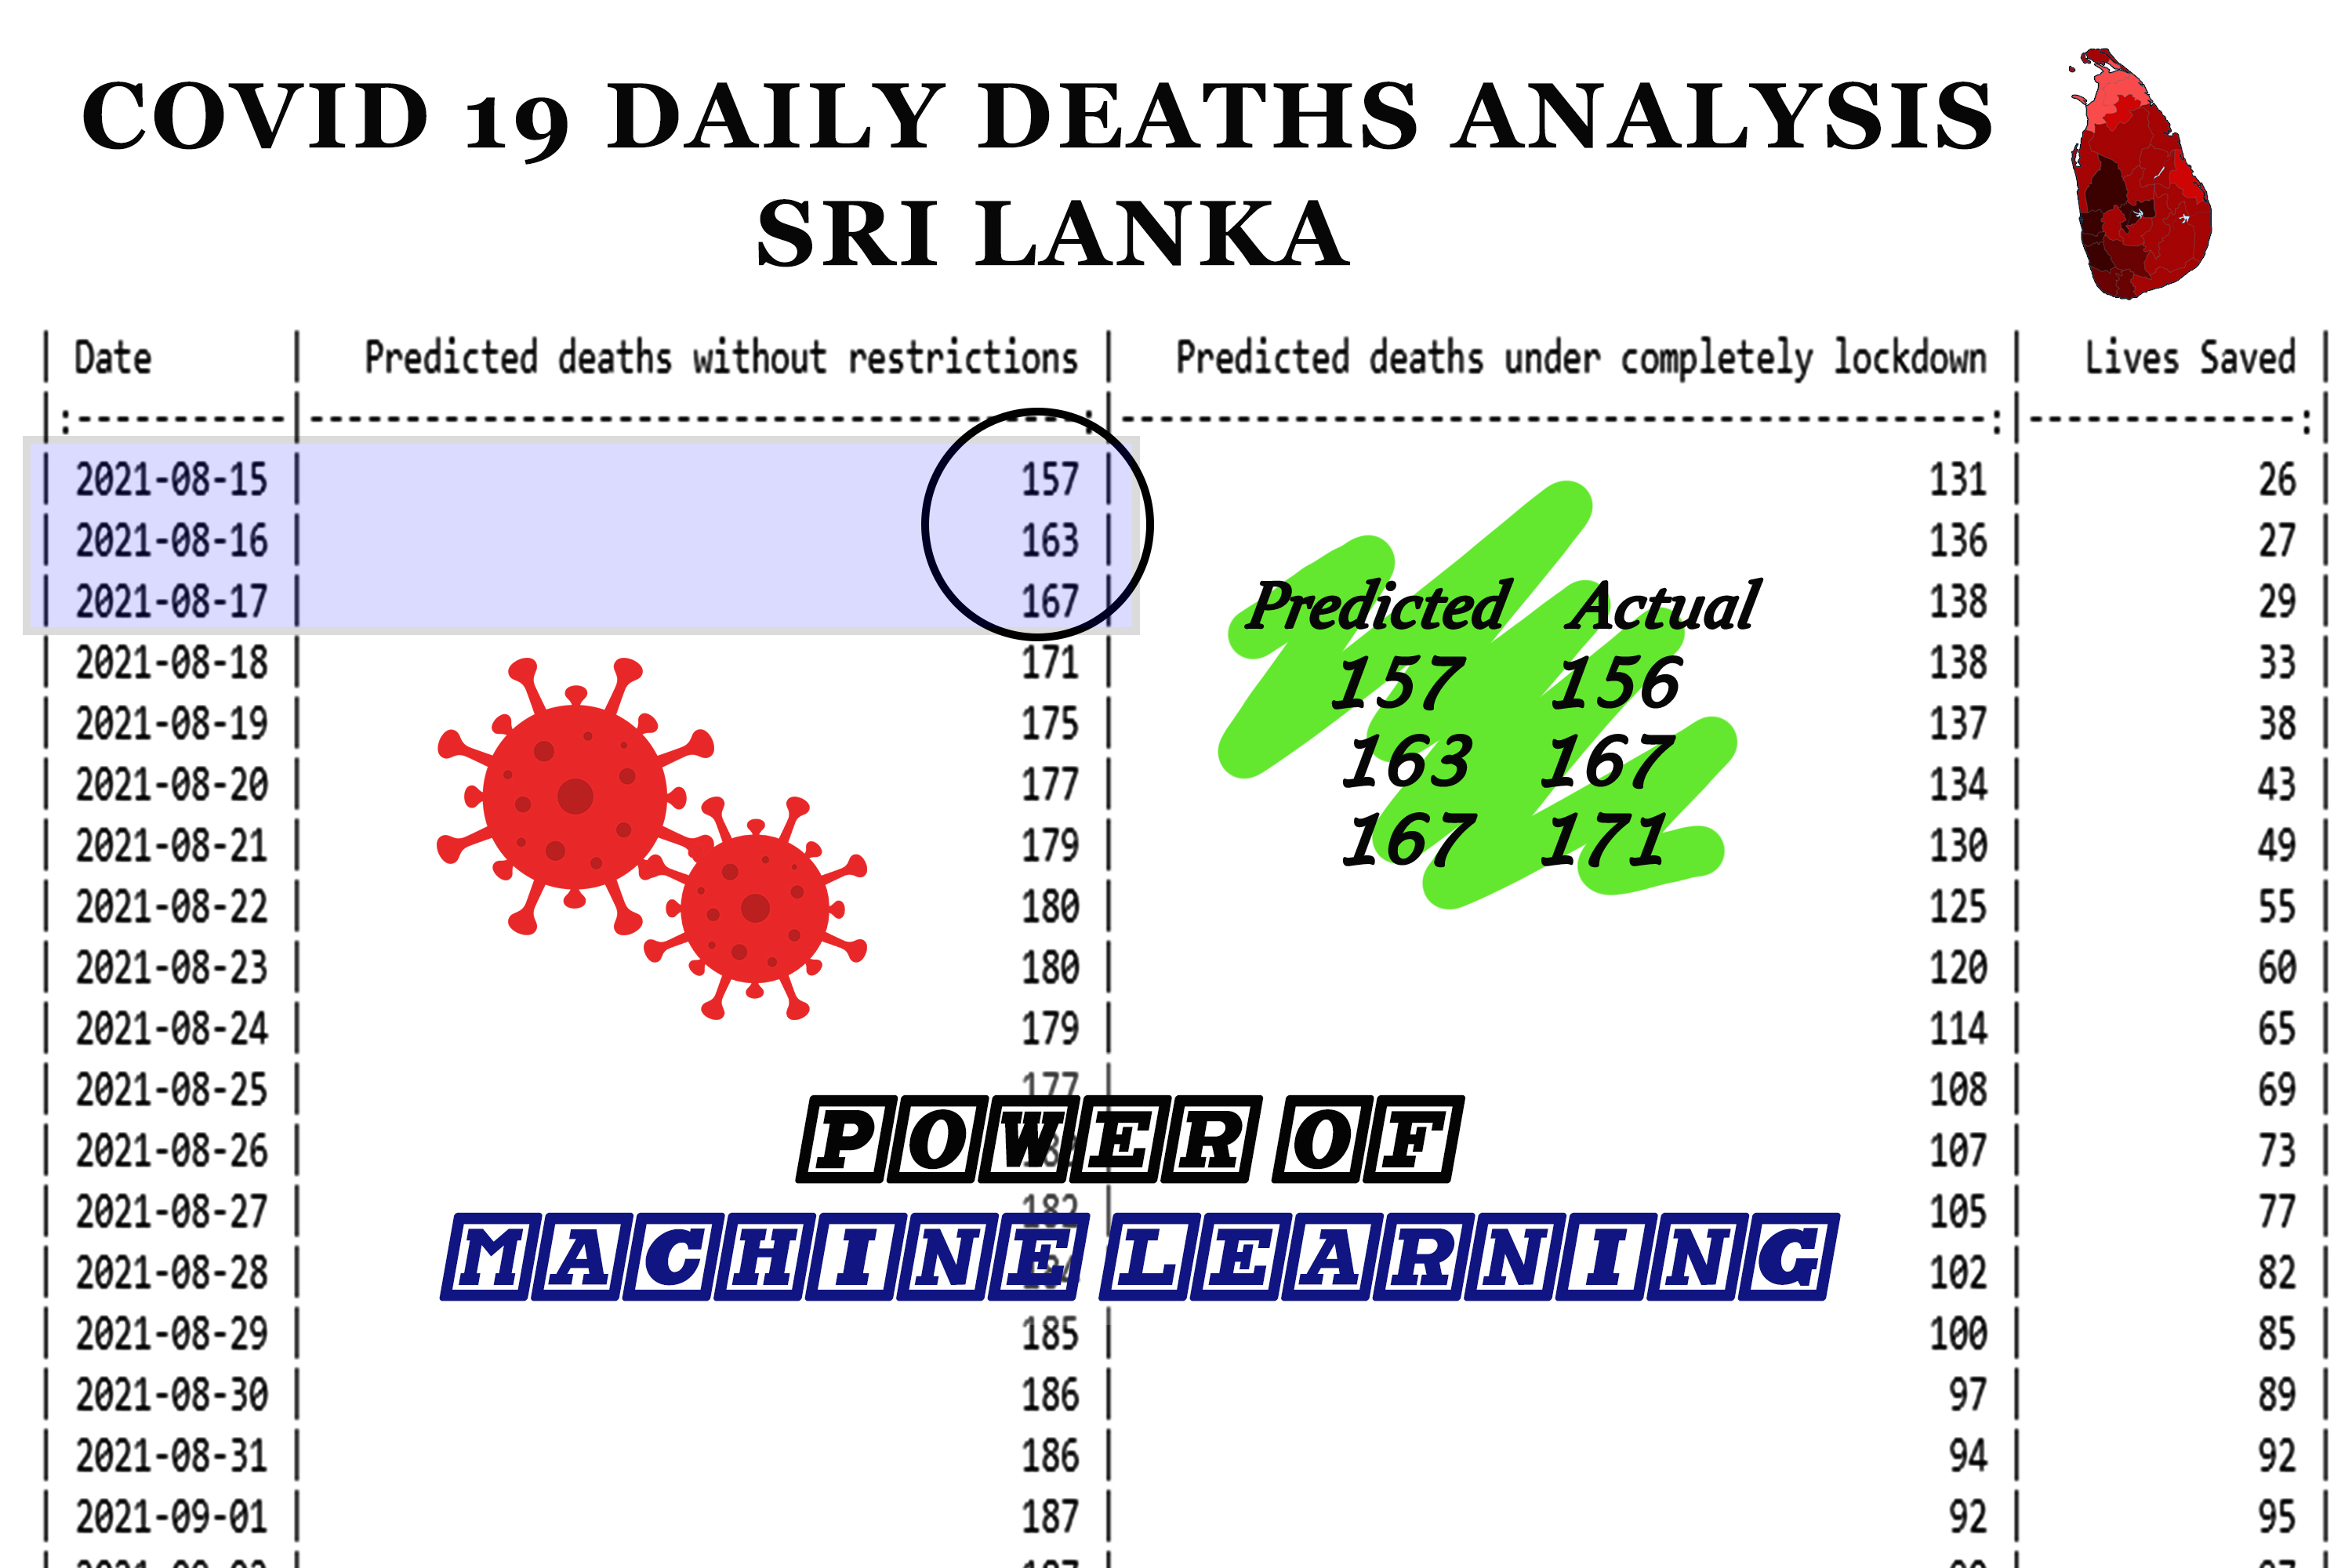 COVID 19 DAILY DEATHS ANALYSIS
SRI LANKA
| Date | Predicted deaths without restrictions | Predicted deaths under completely lockdown | Lives Saved |
|:-----------|----------------------------------------:|---------------------------------------------:|--------------:|
| 2021-08-15 | 157 | 131 | 26 |
| 2021-08-16 | 163 | 136 | 27 |
| 2021-08-17 | 167 | 138 | 29 |
| 2021-08-18 | 171 | 138 | 33 |
| 2021-08-19 | 175 | 137 | 38 |
| 2021-08-20 | 177 | 134 | 43 |
| 2021-08-21 | 179 | 130 | 49 |
| 2021-08-22 | 180 | 125 | 55 |
| 2021-08-23 | 180 | 120 | 60 |
| 2021-08-24 | 179 | 114 | 65 |
| 2021-08-25 | 177 | 108 | 69 |
| 2021-08-26 | 107 | 73 |
| 2021-08-27 | 182 | 105 | 77 |
| 2021-08-28 | 102 | 82 |
| 2021-08-29 | 185 | 100 | 85 |
| 2021-08-30 | 186 | 97 | 89 |
| 2021-08-31 | 186 | 94 | 92 |
| 2021-09-01 | 187 | 92 | 95 |
Predicted Actual
157 156
163 167
167 171
POWER OF
MACHINE LEARNING